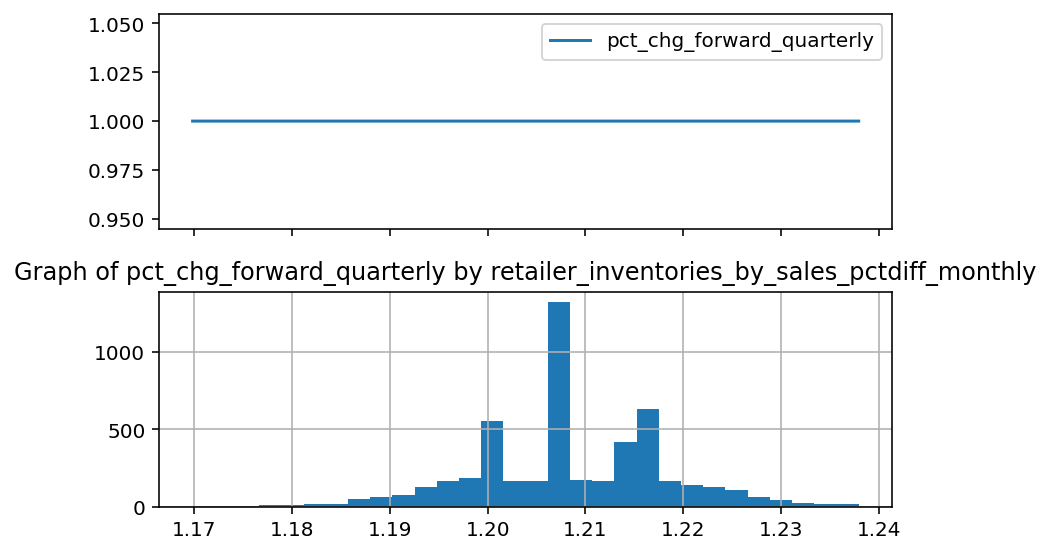 1.050
pct_chg_forward_quarterly
1.025
1.000
0.975
0.950
Graph of pct_chg_forward_quarterly by retailer_inventories_by_sales_pctdiff_monthly
1000
500
0
1.17 1.18 1.19 1.20 1.21 1.22 1.23 1.24